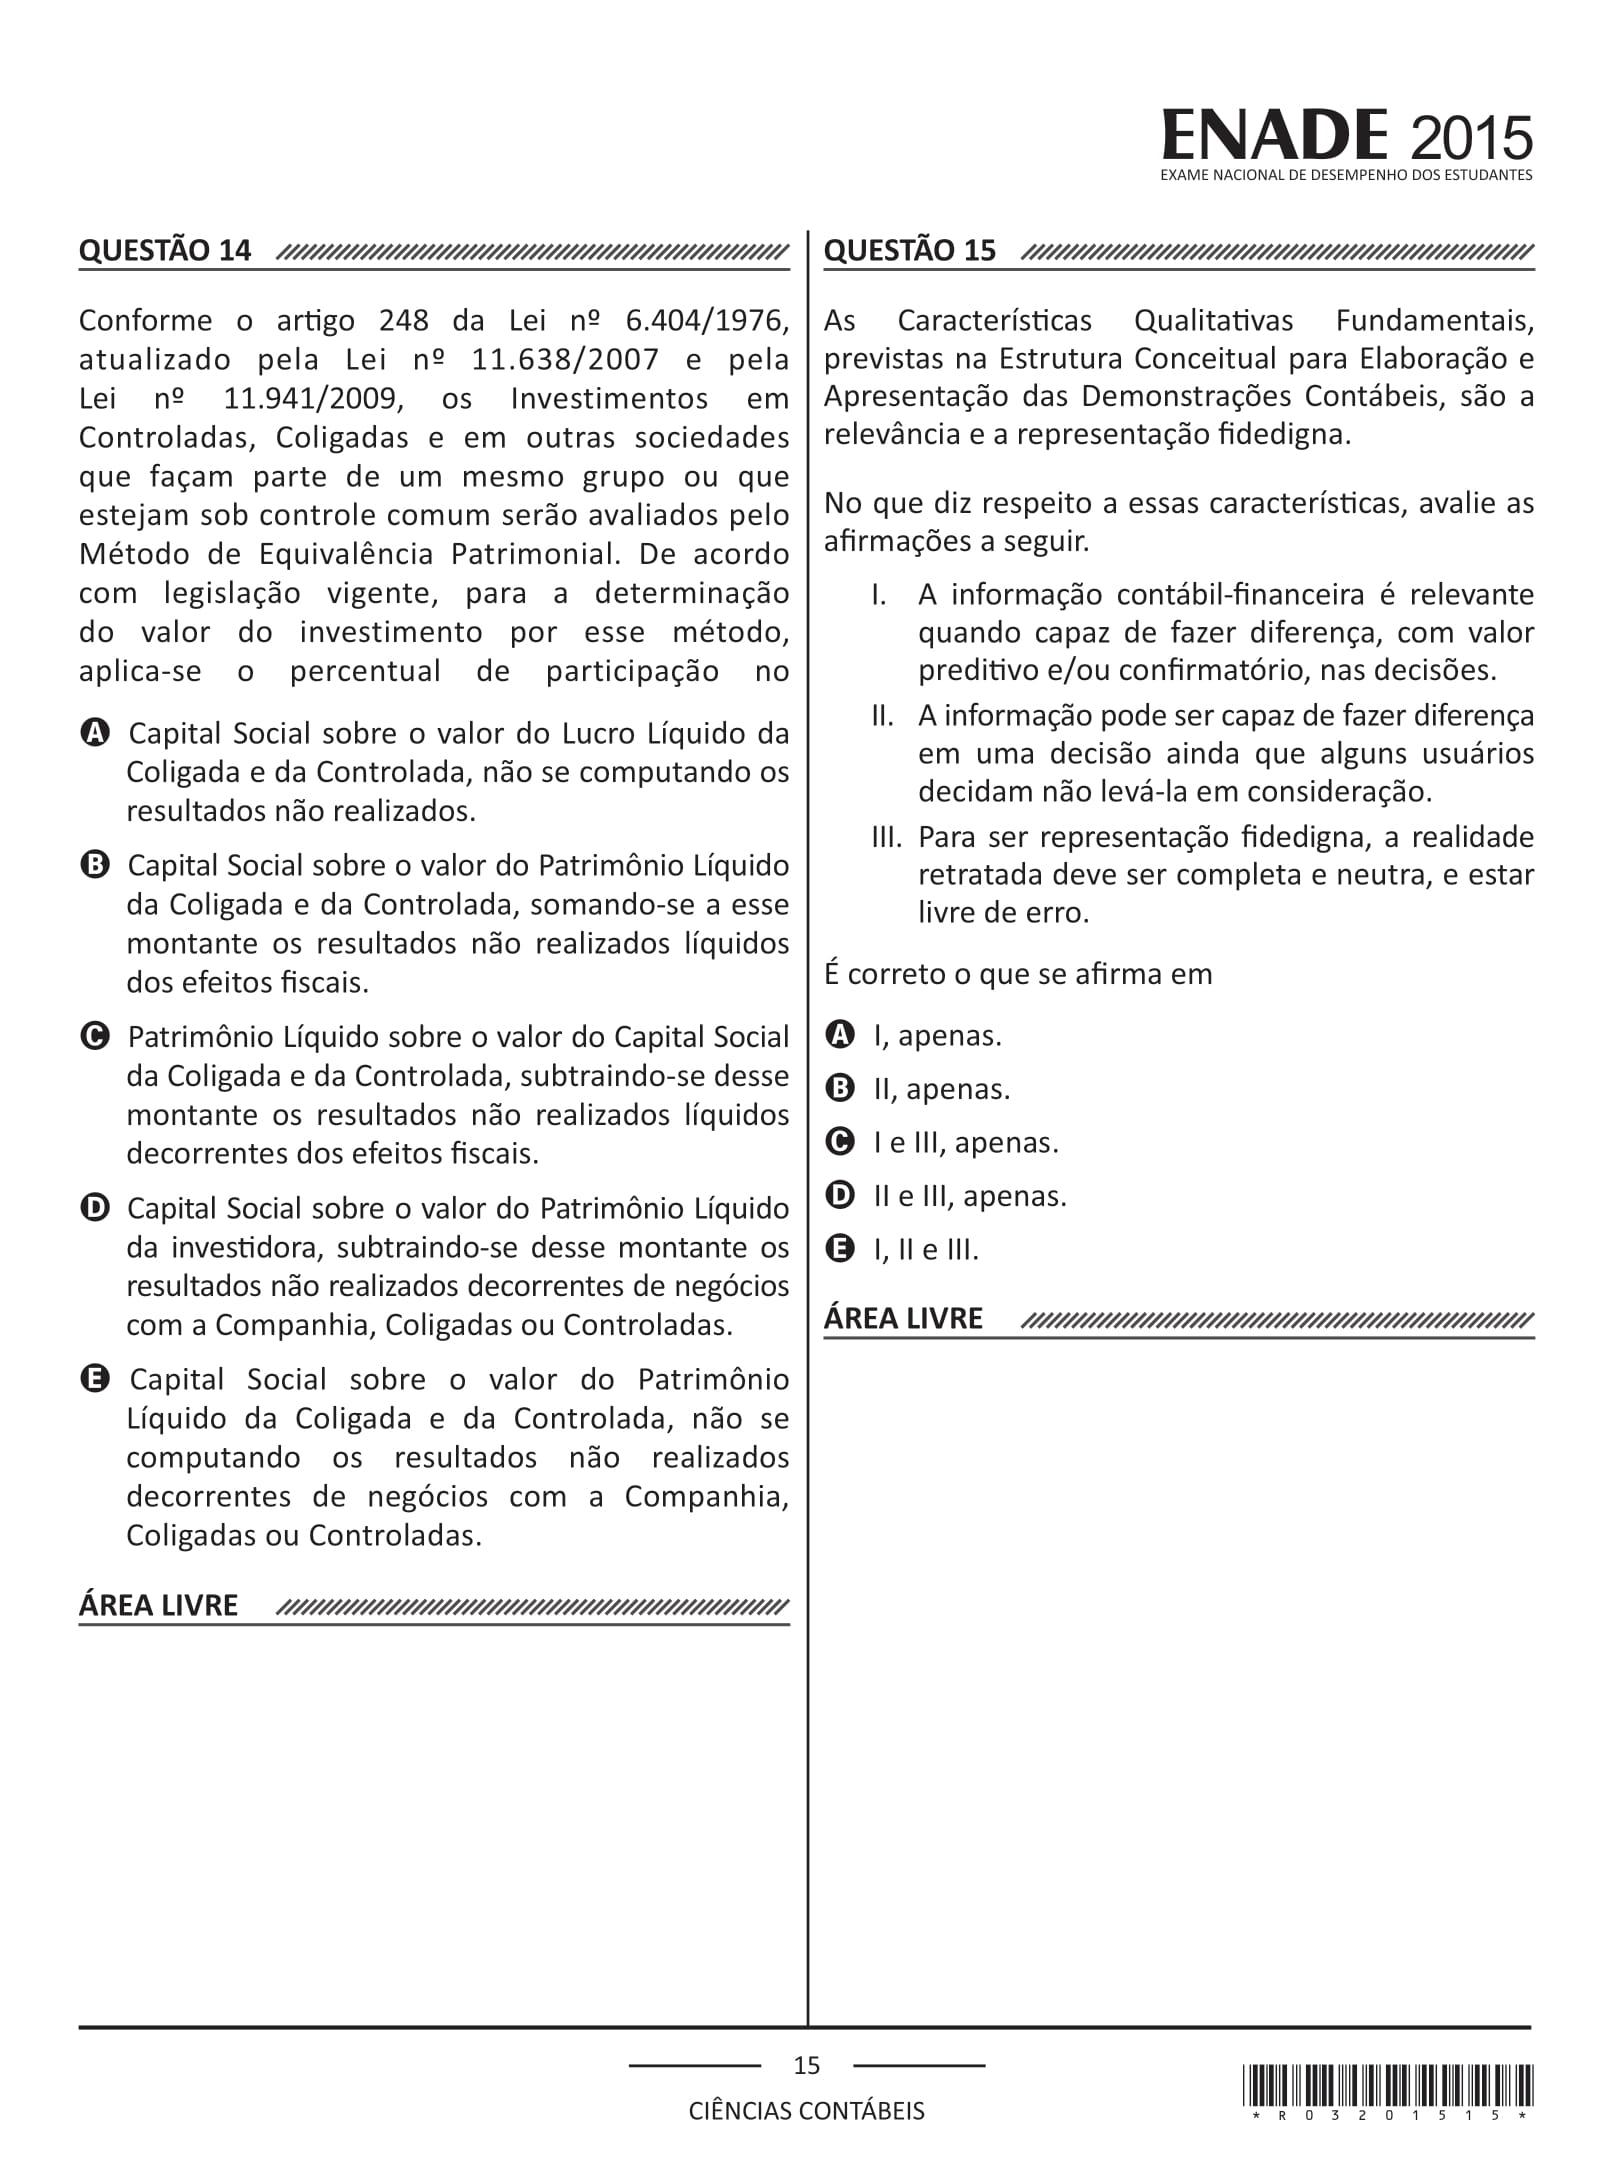 ENADE 2015
EXAME NACIONAL DE DESEMPENHO DOS ESTUDANTES
QUESTÃO 14
Conforme o artigo 248 da Lei nº 6.404/1976,
atualizado pela Lei nº 11.638/2007 e pela
Lei nº 11.941/2009, os Investimentos em
Controladas, Coligadas e em outras sociedades
que façam parte de um mesmo grupo ou que
estejam sob controle comum serão avaliados pelo
Método de Equivalência Patrimonial. De acordo
com legislação vigente, para a determinação
do valor do investimento por esse método,
aplica-se o percentual de participação no
A Capital Social sobre o valor do Lucro Líquido da
Coligada e da Controlada, não se computando os
resultados não realizados.
B Capital Social sobre o valor do Patrimônio Líquido
da Coligada e da Controlada, somando-se a esse
montante os resultados não realizados líquidos
dos efeitos fiscais.
C Patrimônio Líquido sobre o valor do Capital Social
da Coligada e da Controlada, subtraindo-se desse
montante os resultados não realizados líquidos
decorrentes dos efeitos fiscais.
D Capital Social sobre o valor do Patrimônio Líquido
da investidora, subtraindo-se desse montante os
resultados não realizados decorrentes de negócios
com a Companhia, Coligadas ou Controladas.
E Capital Social sobre o valor do Patrimônio
Líquido da Coligada e da Controlada, não se
computando os resultados não realizados
decorrentes de negócios com a Companhia,
Coligadas ou Controladas.
ÁREA LIVRE
QUESTÃO 15
As Características Qualitativas Fundamentais,
previstas na Estrutura Conceitual para Elaboração e
Apresentação das Demonstrações Contábeis, são a
relevância e a representação fidedigna.
No que diz respeito a essas características, avalie as
afirmações a seguir.
I. A informação contábil-financeira é relevante
quando capaz de fazer diferença, com valor
preditivo e/ou confirmatório, nas decisões.
II. A informação pode ser capaz de fazer diferença
em uma decisão ainda que alguns usuários
decidam não levá-la em consideração.
III. Para ser representação fidedigna, a realidade
retratada deve ser completa e neutra, e estar
livre de erro.
É correto o que se afirma em
A I, apenas.
B II, apenas.
C I e III, apenas.
D II e III, apenas.
E I, II e III.
ÁREA LIVRE
15
CIÊNCIAS CONTÁBEIS
*R0320151​5*